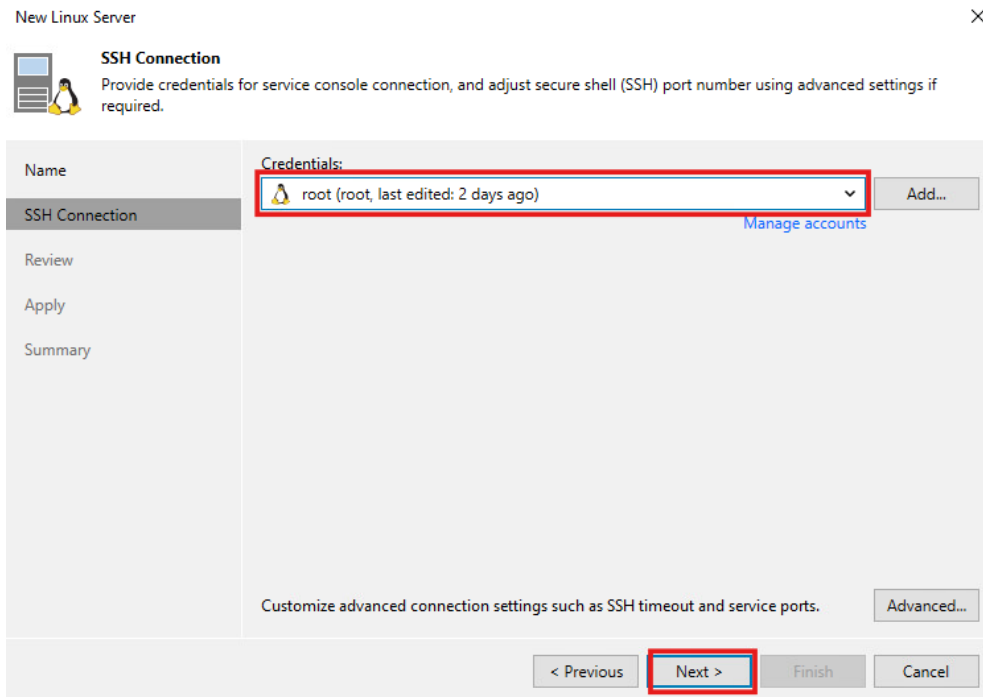 New Linux Server
SSH Connection
Provide credentials for service console connection, and adjust secure shell (SSH) port number using advanced settings if
required.
Name
SSH Connection
Review
Apply
Summary
Credentials:
root (root, last edited: 2 days ago)
Add...
Manage accounts
Customize advanced connection settings such as SSH timeout and service ports.
Advanced...
< Previous
Next >
Finish
Cancel